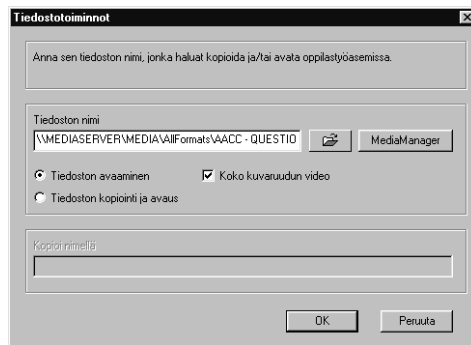 Tiedostotoiminnot
Anna sen tiedoston nimi, jonka haluat kopioida ja/tai avata oppilastyöasemissa.
Tiedoston nimi
\\MEDIASERVER\MEDIA\AllFormats\AACC - QUESTIO
MediaManager
Tiedoston avaaminen
Koko kuvaruudun video
Tiedoston kopiointi ja avaus
Kopioi nimellä
OK
Peruuta